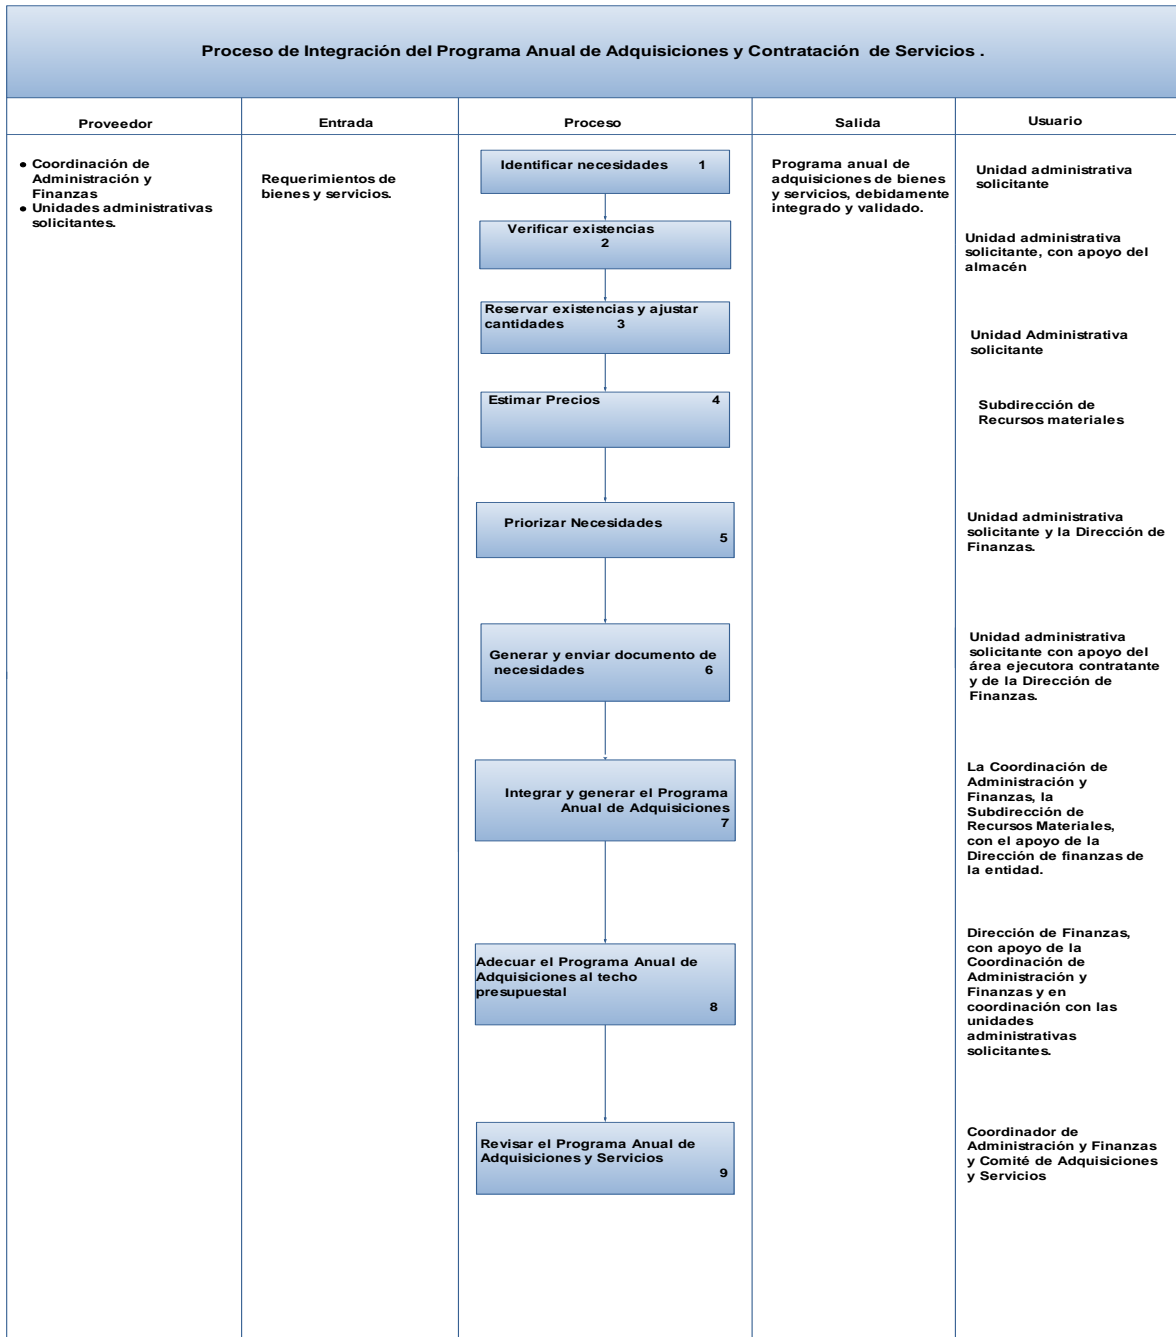 Proceso de Integración del Programa Anual de Adquisiciones y Contratación de Servicios .
Proveedor
Entrada
Proceso
Salida
Usuario
● Coordinación de
Administración y
Finanzas
● Unidades administrativas
solicitantes.
Requerimientos de
bienes y servicios.
Identificar necesidades 1
Verificar existencias
2
Reservar existencias y ajustar
cantidades 3
Estimar Precios 4
Priorizar Necesidades
5
Generar y enviar documento de
necesidades 6
Integrar y generar el Programa
Anual de Adquisiciones
7
Adecuar el Programa Anual de
Adquisiciones al techo
presupuestal
8
Revisar el Programa Anual de
Adquisiciones y Servicios
9
Programa anual de
adquisiciones de bienes
y servicios, debidamente
integrado y validado.
Unidad administrativa
solicitante
Unidad administrativa
solicitante, con apoyo del
almacén
Unidad Administrativa
solicitante
Subdirección de
Recursos materiales
Unidad administrativa
solicitante y la Dirección de
Finanzas.
Unidad administrativa
solicitante con apoyo del
área ejecutora contratante
y de la Dirección de
Finanzas.
La Coordinación de
Administración y
Finanzas, la
Subdirección de
Recursos Materiales,
con el apoyo de la
Dirección de finanzas de
la entidad.
Dirección de Finanzas,
con apoyo de la
Coordinación de
Administración y
Finanzas y en
coordinación con las
unidades
administrativas
solicitantes.
Coordinador de
Administración y Finanzas
y Comité de Adquisiciones
y Servicios